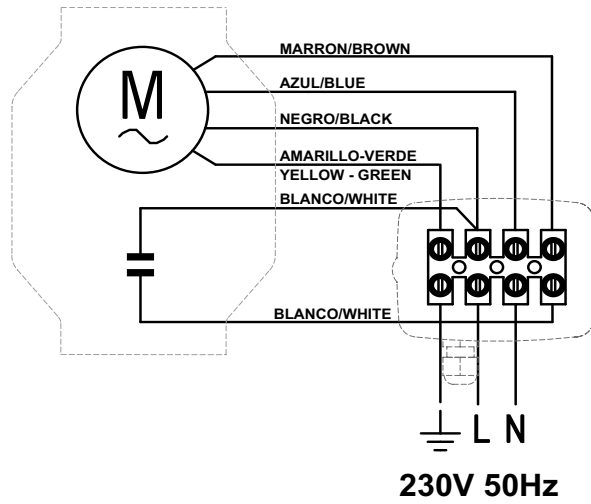 MARRON/BROWN
AZUL/BLUE
M
NEGRO/BLACK
AMARILLO-VERDE
YELLOW - GREEN
BLANCO/WHITE
BLANCO/WHITE
L N
230V 50Hz